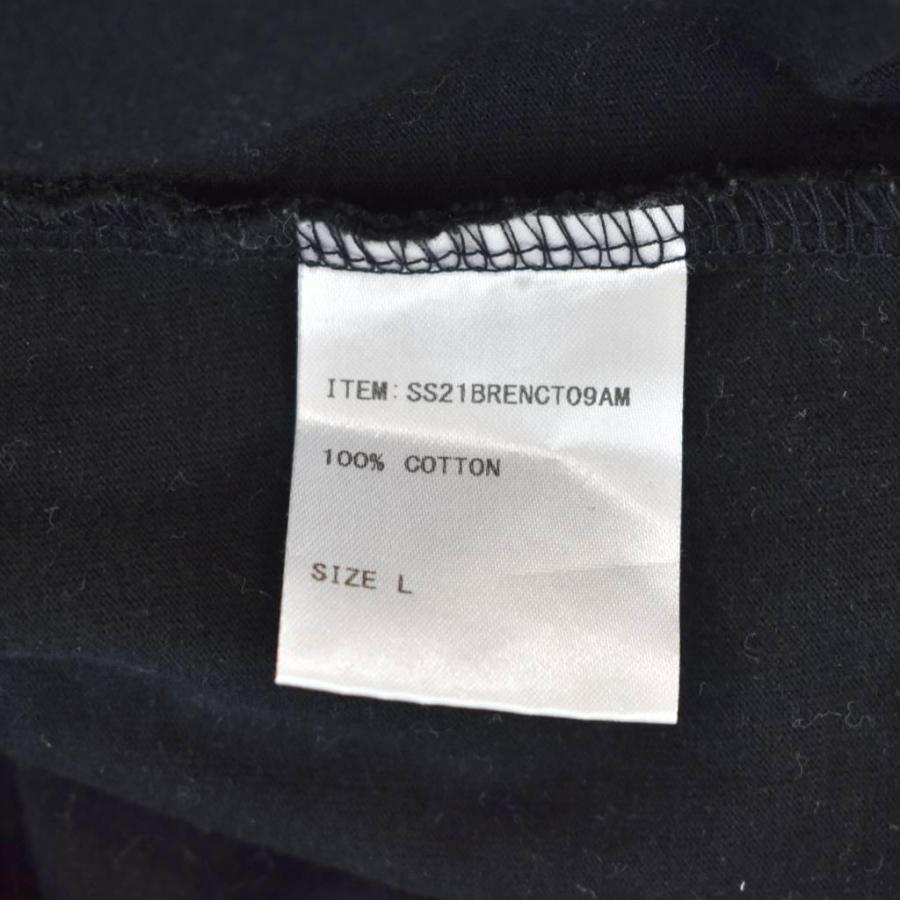 ITEM: SS21BRENCT09AM
100% COTTON
SIZE L